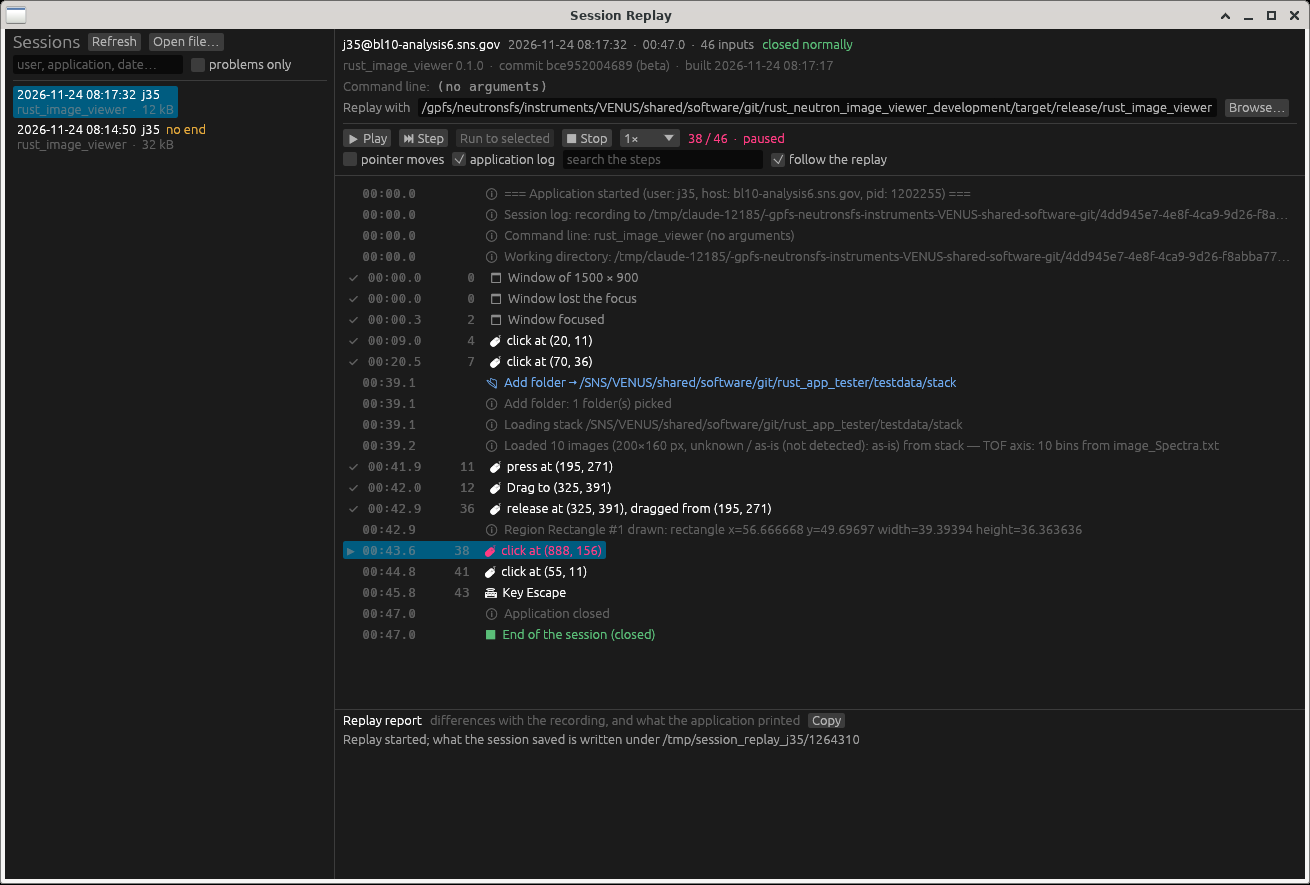 Session Replay
Sessions Refresh Open file...
user, application, date...
problems only
2026-11-24 08:17:32 j35
rust_image_viewer · 12 kB
2026-11-24 08:14:50 j35 no end
rust_image_viewer · 32 kB
j35@bl10-analysis6.sns.gov 2026-11-24 08:17:32 · 00:47.0 · 46 inputs closed normally
rust_image_viewer 0.1.0 · commit bce952004689 (beta) · built 2026-11-24 08:17:17
Command line: (no arguments)
Replay with /gpfs/neutronsfs/instruments/VENUS/shared/software/git/rust_neutron_image_viewer_development/target/release/rust_image_viewer Browse...
Play Step Run to selected Stop 1× 38 / 46 · paused
pointer moves application log search the steps follow the replay
00:00.0 === Application started (user: j35, host: bl10-analysis6.sns.gov, pid: 1202255) ===
00:00.0 Session log: recording to /tmp/claude-12185/-gpfs-neutronsfs-instruments-VENUS-shared-software-git/4dd945e7-4e8f-4ca9-9d26-f8a...
00:00.0 Command line: rust_image_viewer (no arguments)
00:00.0 Working directory: /tmp/claude-12185/-gpfs-neutronsfs-instruments-VENUS-shared-software-git/4dd945e7-4e8f-4ca9-9d26-f8abba77...
00:00.0 0 Window of 1500 × 900
00:00.0 0 Window lost the focus
00:00.3 2 Window focused
00:09.0 4 click at (20, 11)
00:20.5 7 click at (70, 36)
00:39.1 Add folder → /SNS/VENUS/shared/software/git/rust_app_tester/testdata/stack
00:39.1 Add folder: 1 folder(s) picked
00:39.1 Loading stack /SNS/VENUS/shared/software/git/rust_app_tester/testdata/stack
00:39.2 Loaded 10 images (200×160 px, unknown / as-is (not detected): as-is) from stack — TOF axis: 10 bins from image_Spectra.txt
00:41.9 11 press at (195, 271)
00:42.0 12 Drag to (325, 391)
00:42.9 36 release at (325, 391), dragged from (195, 271)
00:42.9 Region Rectangle #1 drawn: rectangle x=56.666668 y=49.69697 width=39.39394 height=36.363636
00:43.6 38 click at (888, 156)
00:44.8 41 click at (55, 11)
00:45.8 43 Key Escape
00:47.0 Application closed
00:47.0 End of the session (closed)
Replay report differences with the recording, and what the application printed Copy
Replay started; what the session saved is written under /tmp/session_replay_j35/1264310